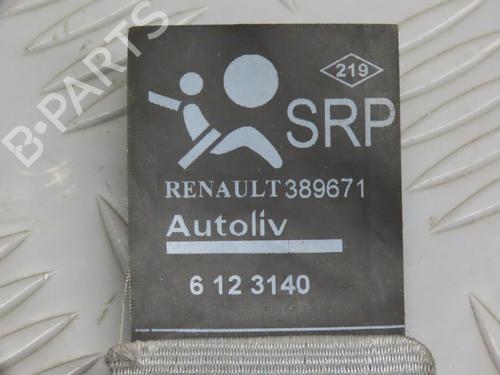 B-PARTS
219
SRP
RENAULT 389671
Autoliv
6 12 3140